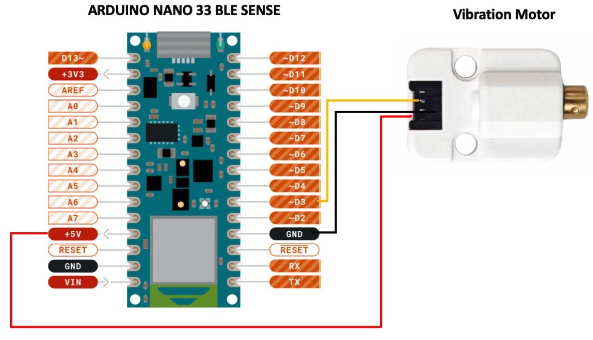 ARDUINO NANO 33 BLE SENSE
Vibration Motor
D13~
~D12
+3V3
~D11
AREF
~D10
A0
~D9
A1
~D8
A2
~D7
A3
~D6
A4
~D5
A5
~D4
A6
~D3
A7
~D2
+5V
GND
RESET
RESET
GND
RX
VIN
TX